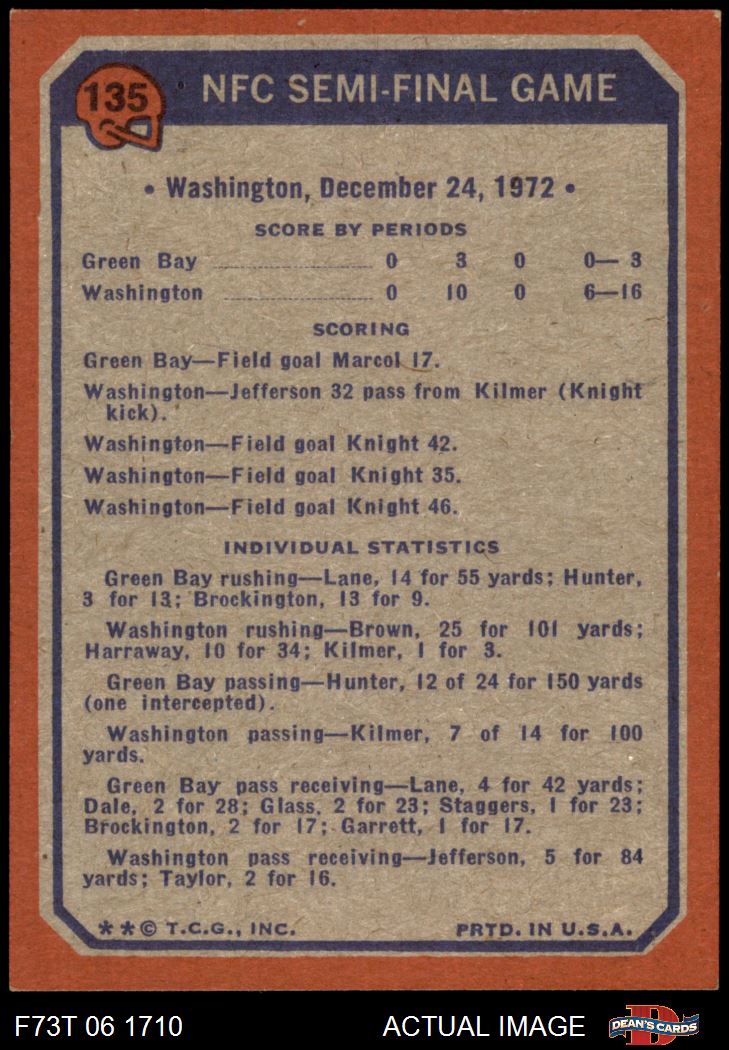 135
NFC SEMI-FINAL GAME
• Washington, December 24, 1972 •
SCORE BY PERIODS
Green Bay ........ 0 3 0 0— 3
Washington ........ 0 10 0 6—16
SCORING
Green Bay—Field goal Marcol 17.
Washington—Jefferson 32 pass from Kilmer (Knight
kick).
Washington—Field goal Knight 42.
Washington—Field goal Knight 35.
Washington—Field goal Knight 46.
INDIVIDUAL STATISTICS
Green Bay rushing—Lane, 14 for 55 yards; Hunter,
3 for 13; Brockington, 13 for 9.
Washington rushing—Brown, 25 for 101 yards;
Harraway, 10 for 34; Kilmer, 1 for 3.
Green Bay passing—Hunter, 12 of 24 for 150 yards
(one intercepted).
Washington passing—Kilmer, 7 of 14 for 100
yards.
Green Bay pass receiving—Lane, 4 for 42 yards;
Dale, 2 for 28; Glass, 2 for 23; Staggers, 1 for 23;
Brockington, 2 for 17; Garrett, 1 for 17.
Washington pass receiving—Jefferson, 5 for 84
yards; Taylor, 2 for 16.
**© T.C.G., INC. PRTD. IN U.S.A.
F73T 06 1710 ACTUAL IMAGE D DEAN'S CARDS